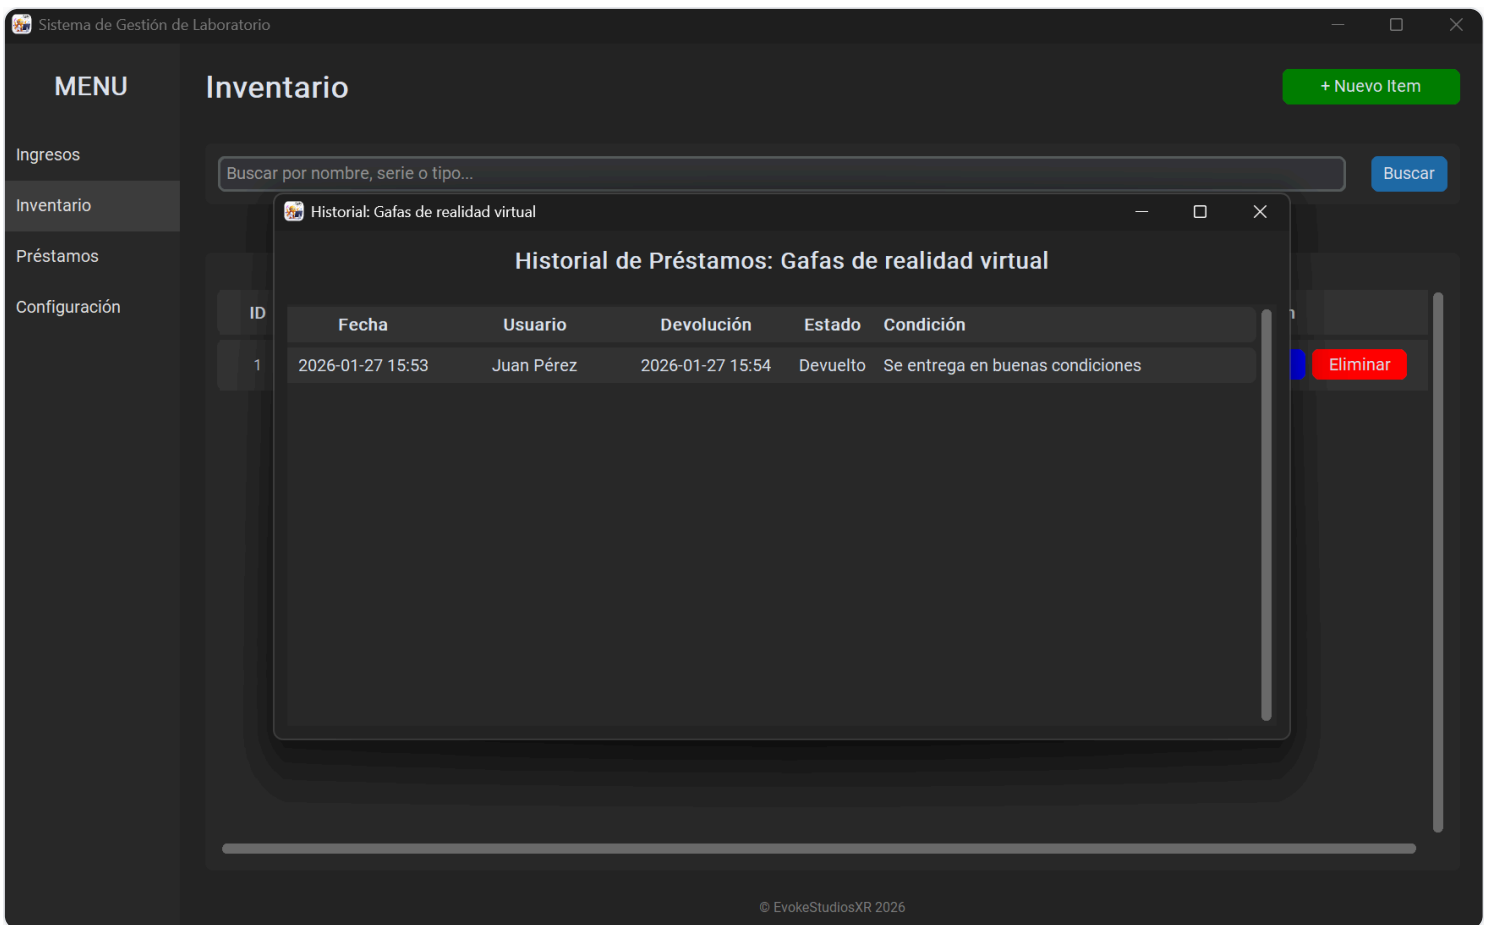 Sistema de Gestión de Laboratorio
MENU
Ingresos
Inventario
Préstamos
Configuración
Inventario
+ Nuevo Item
Buscar por nombre, serie o tipo...
Buscar
ID
1
Eliminar
Historial: Gafas de realidad virtual
Historial de Préstamos: Gafas de realidad virtual
Fecha Usuario Devolución Estado Condición
2026-01-27 15:53 Juan Pérez 2026-01-27 15:54 Devuelto Se entrega en buenas condiciones
© EvokeStudiosXR 2026